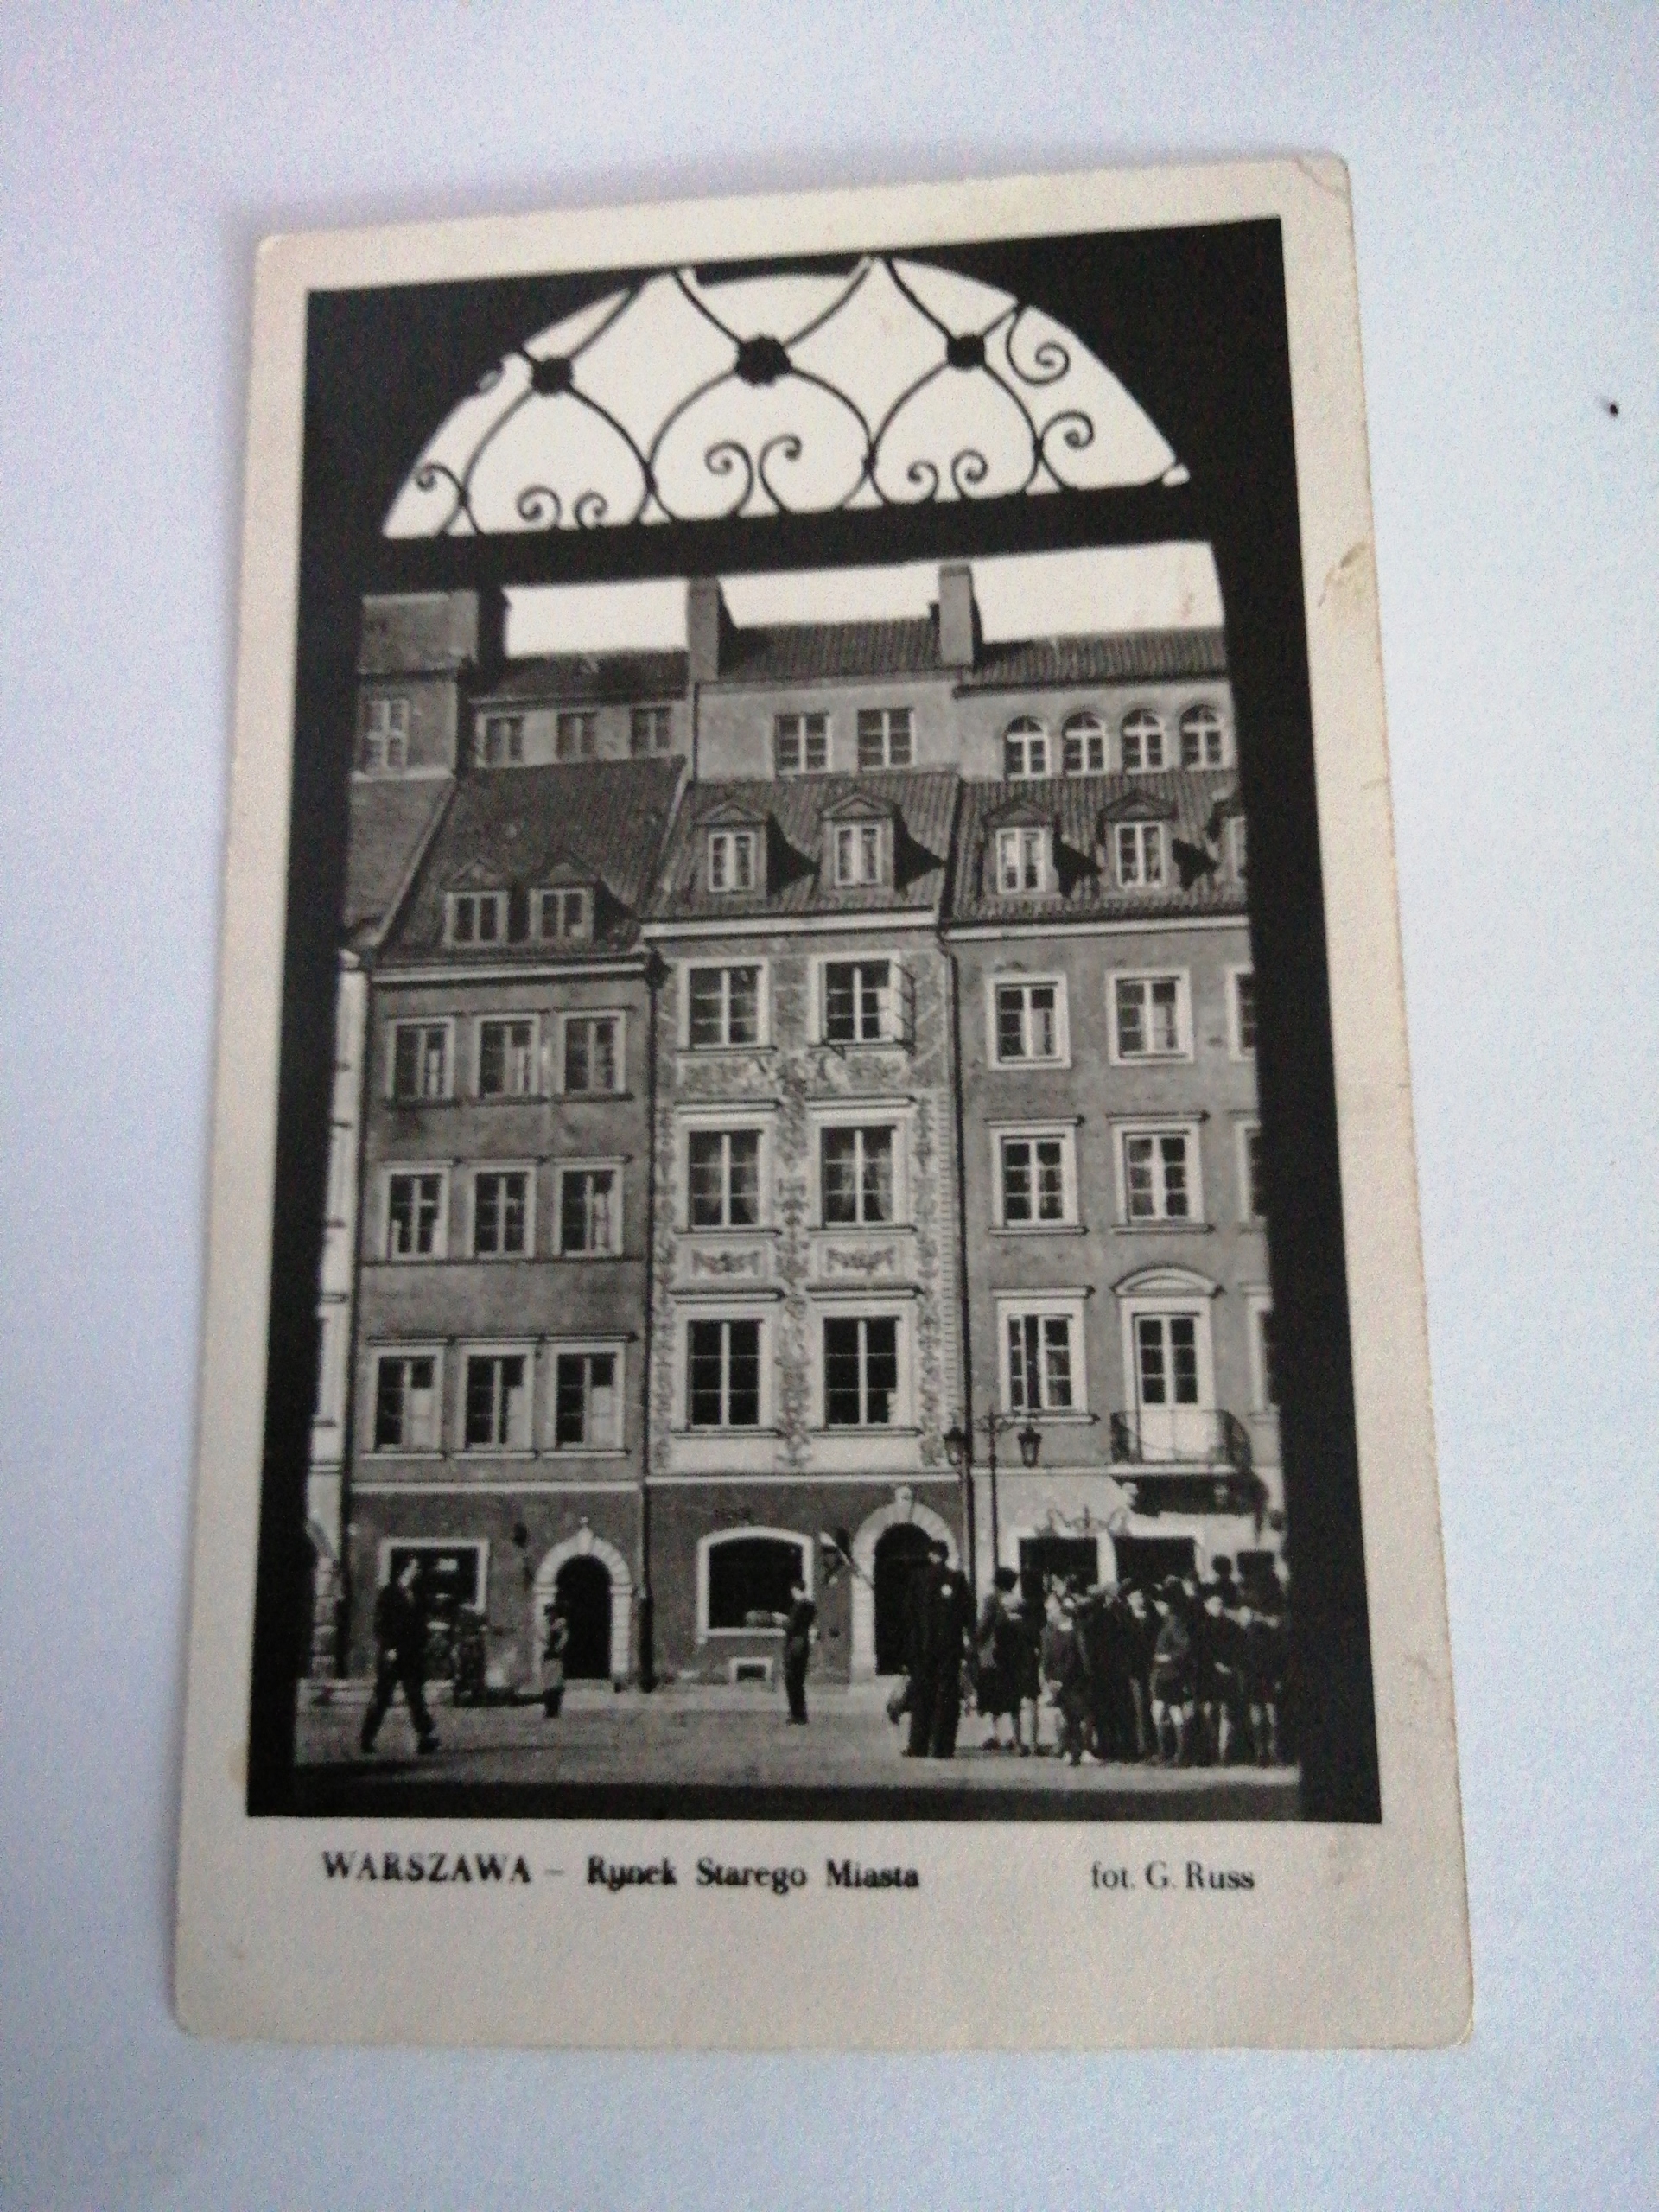 WARSZAWA – Rynek Starego Miasta fot. G. Russ